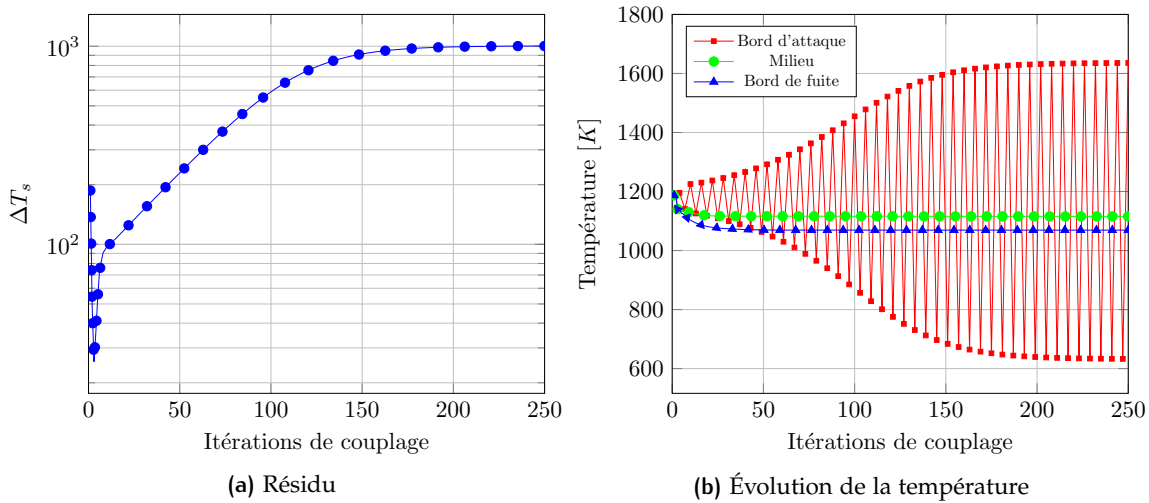 10³
10²
ΔTₛ
0 50 100 150 200 250
Itérations de couplage
(a) Résidu
1800
1600
1400
1200
1000
800
600
Température [K]
Bord d'attaque
Milieu
Bord de fuite
0 50 100 150 200 250
Itérations de couplage
(b) Évolution de la température